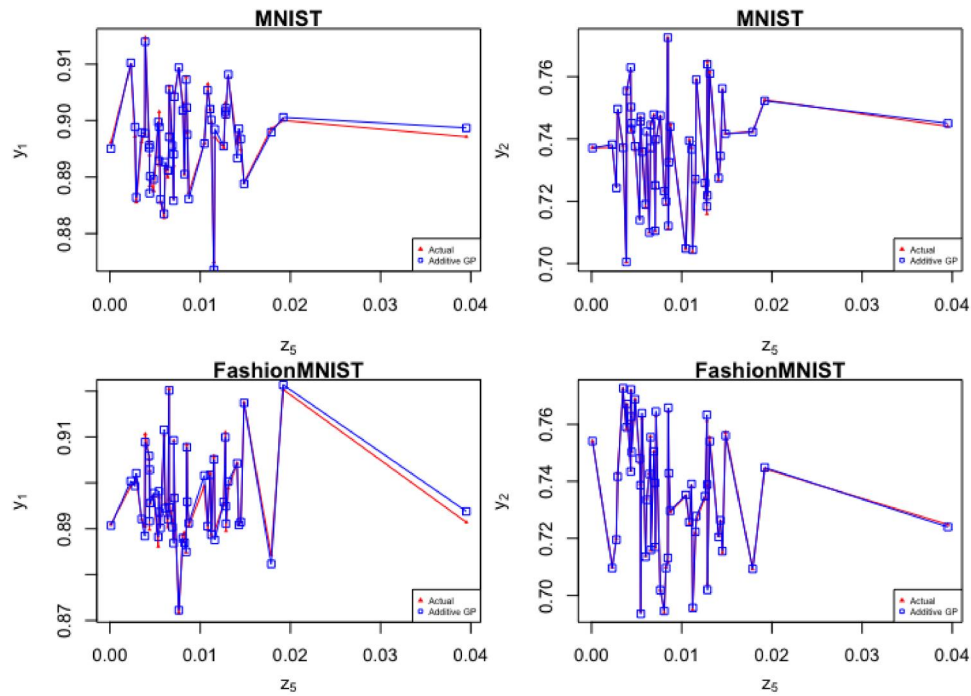 MNIST
y1
0.88 0.89 0.90 0.91
Actual
Additive GP
0.00 0.01 0.02 0.03 0.04
z5
MNIST
y2
0.70 0.72 0.74 0.76
Actual
Additive GP
0.00 0.01 0.02 0.03 0.04
z5
FashionMNIST
y1
0.87 0.89 0.91
Actual
Additive GP
0.00 0.01 0.02 0.03 0.04
z5
FashionMNIST
y2
0.70 0.72 0.74 0.76
Actual
Additive GP
0.00 0.01 0.02 0.03 0.04
z5